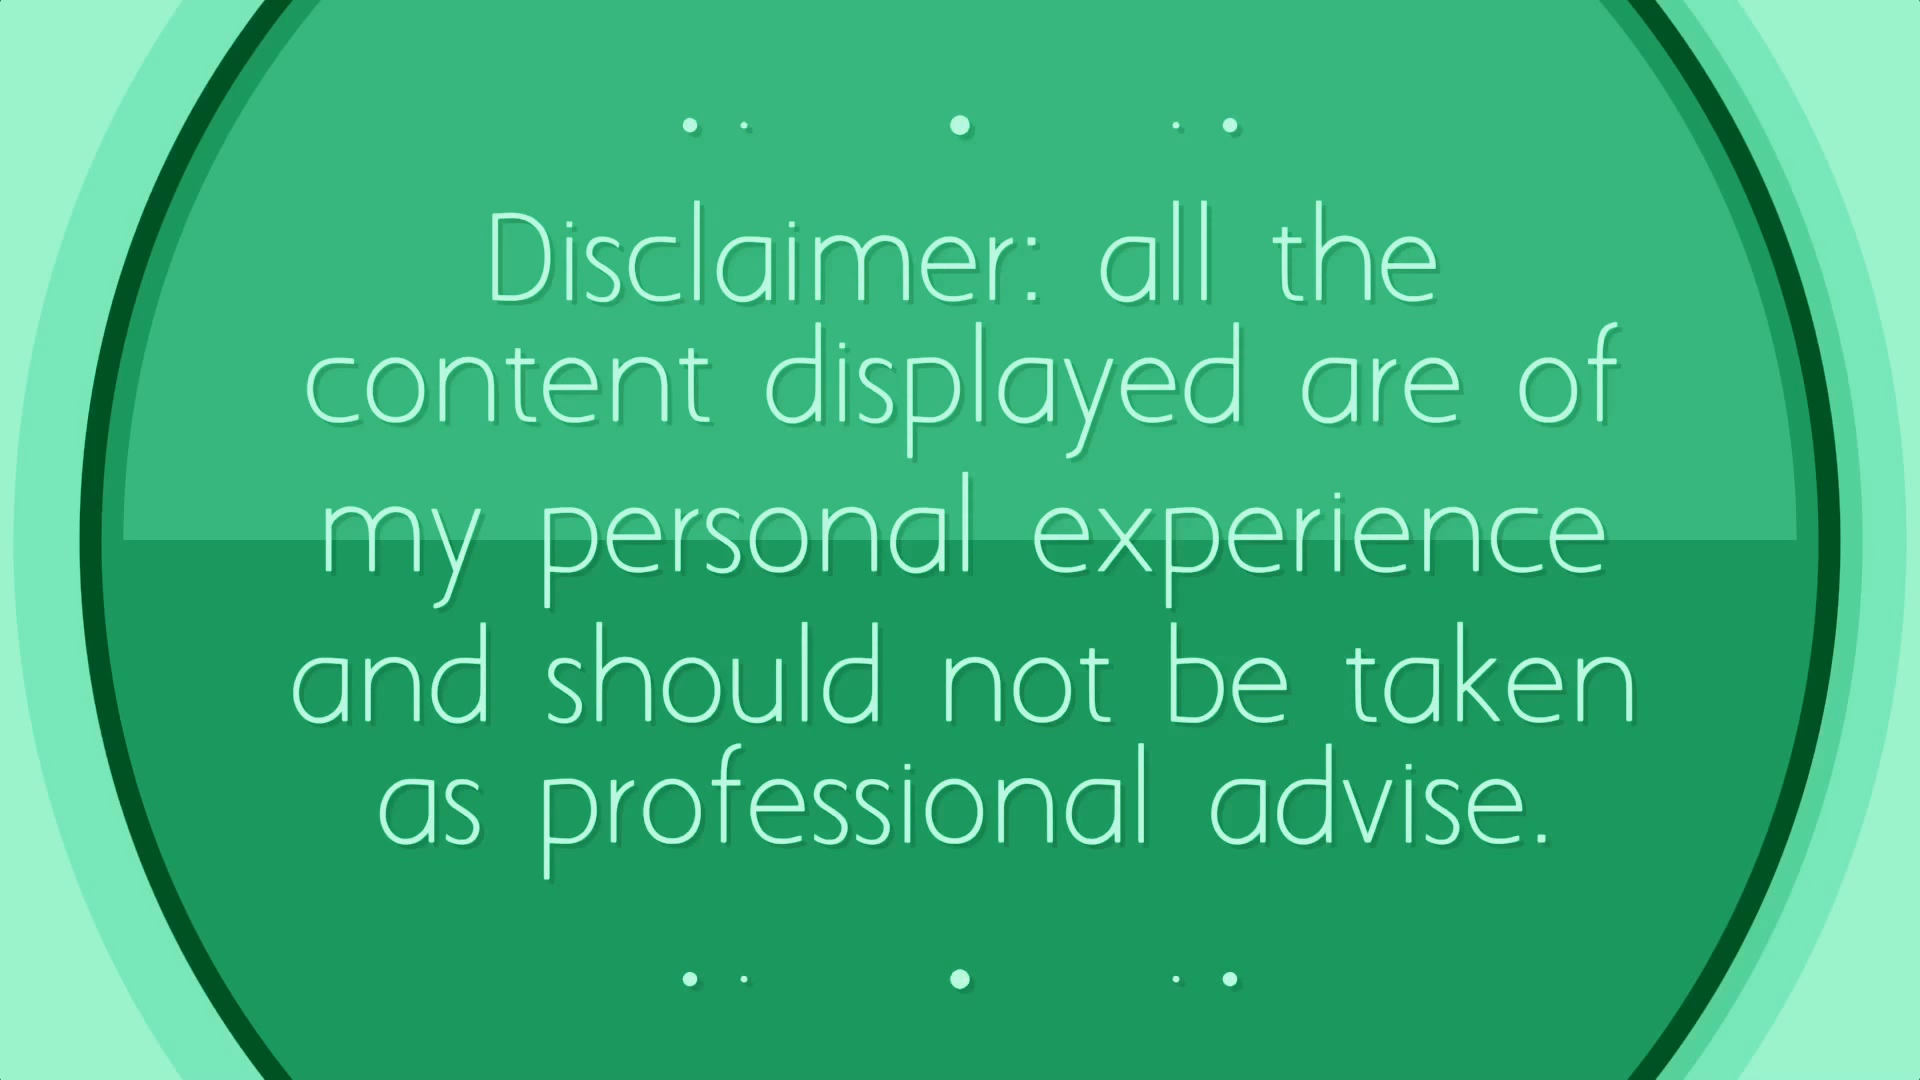 Disclaimer: all the
content displayed are of
my personal experience
and should not be taken
as professional advise.